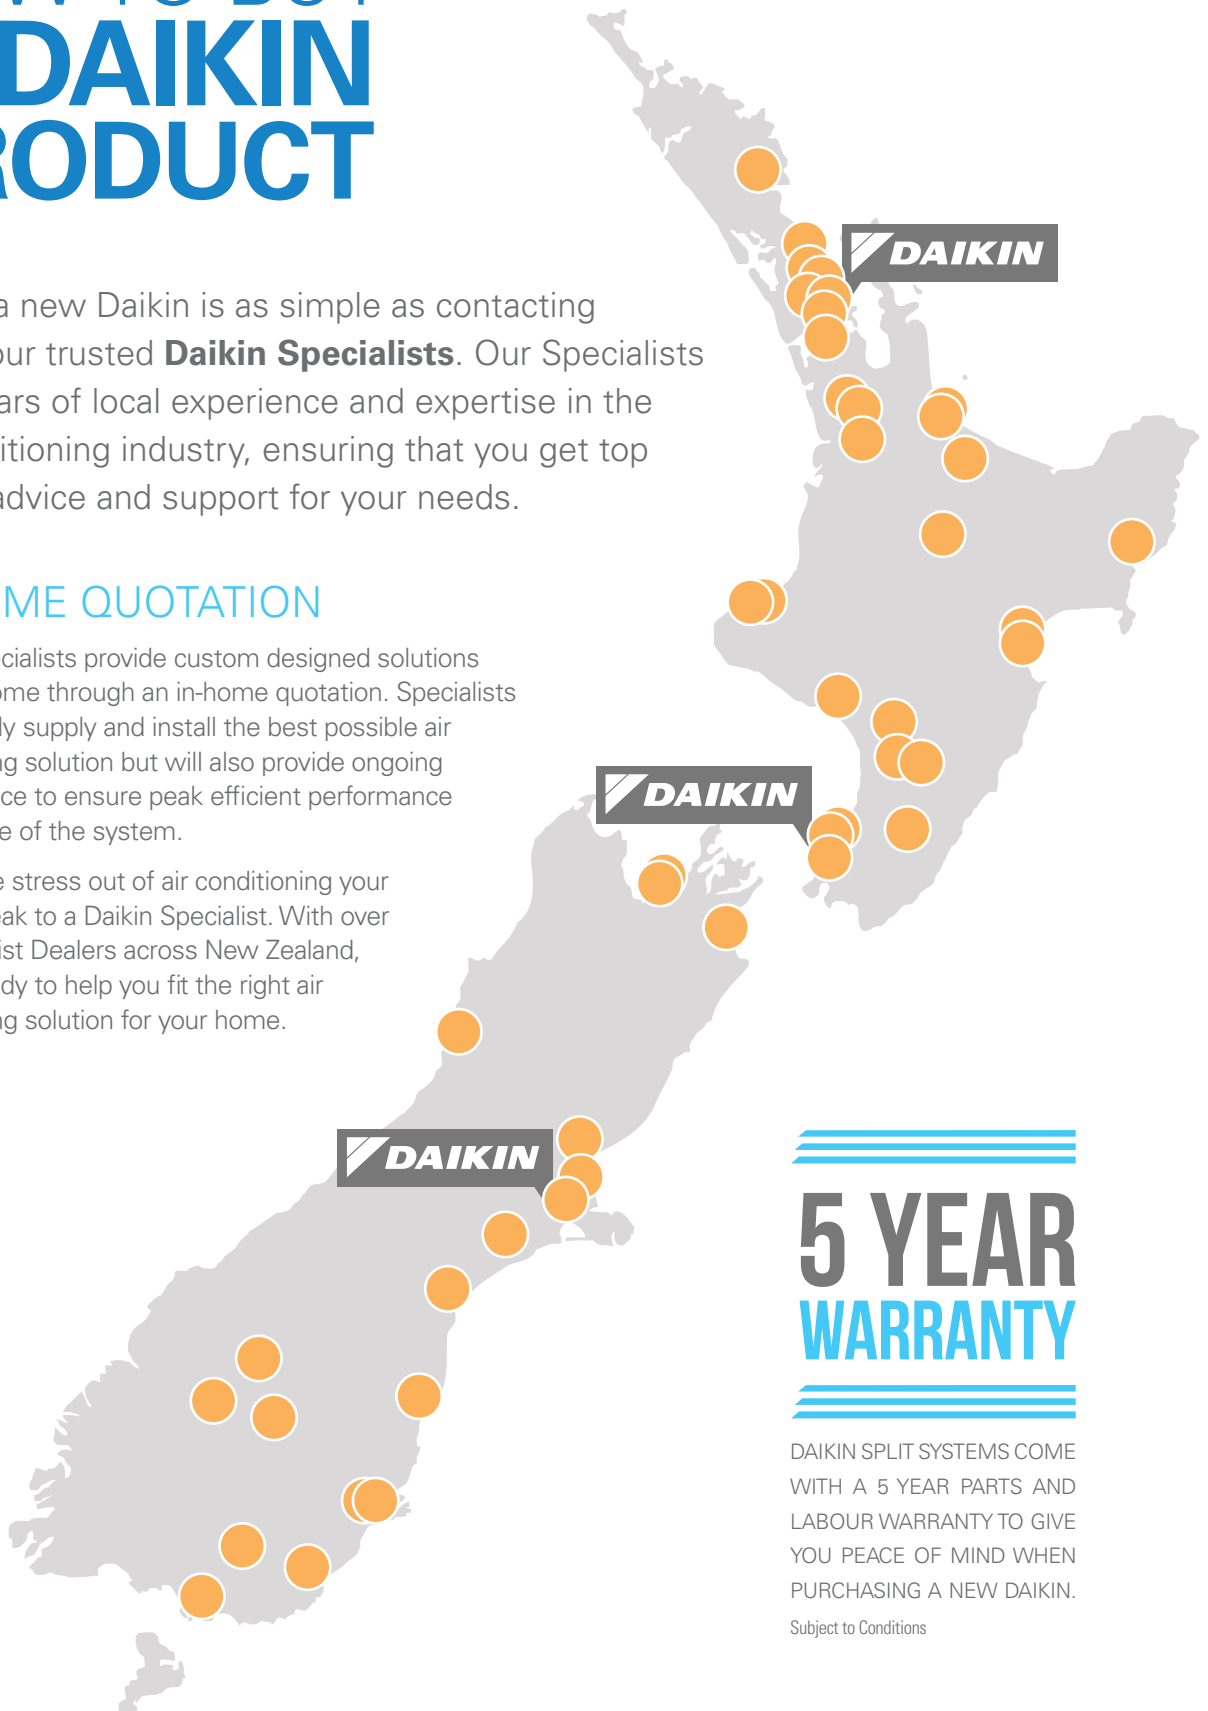 W TO BUY
DAIKIN
RODUCT
a new Daikin is as simple as contacting
our trusted Daikin Specialists. Our Specialists
ars of local experience and expertise in the
itioning industry, ensuring that you get top
advice and support for your needs.
ME QUOTATION
cialists provide custom designed solutions
ome through an in-home quotation. Specialists
ly supply and install the best possible air
ng solution but will also provide ongoing
ce to ensure peak efficient performance
e of the system.
e stress out of air conditioning your
eak to a Daikin Specialist. With over
ist Dealers across New Zealand,
dy to help you fit the right air
ng solution for your home.
DAIKIN
DAIKIN
DAIKIN
5 YEAR
WARRANTY
DAIKIN SPLIT SYSTEMS COME
WITH A 5 YEAR PARTS AND
LABOUR WARRANTY TO GIVE
YOU PEACE OF MIND WHEN
PURCHASING A NEW DAIKIN.
Subject to Conditions